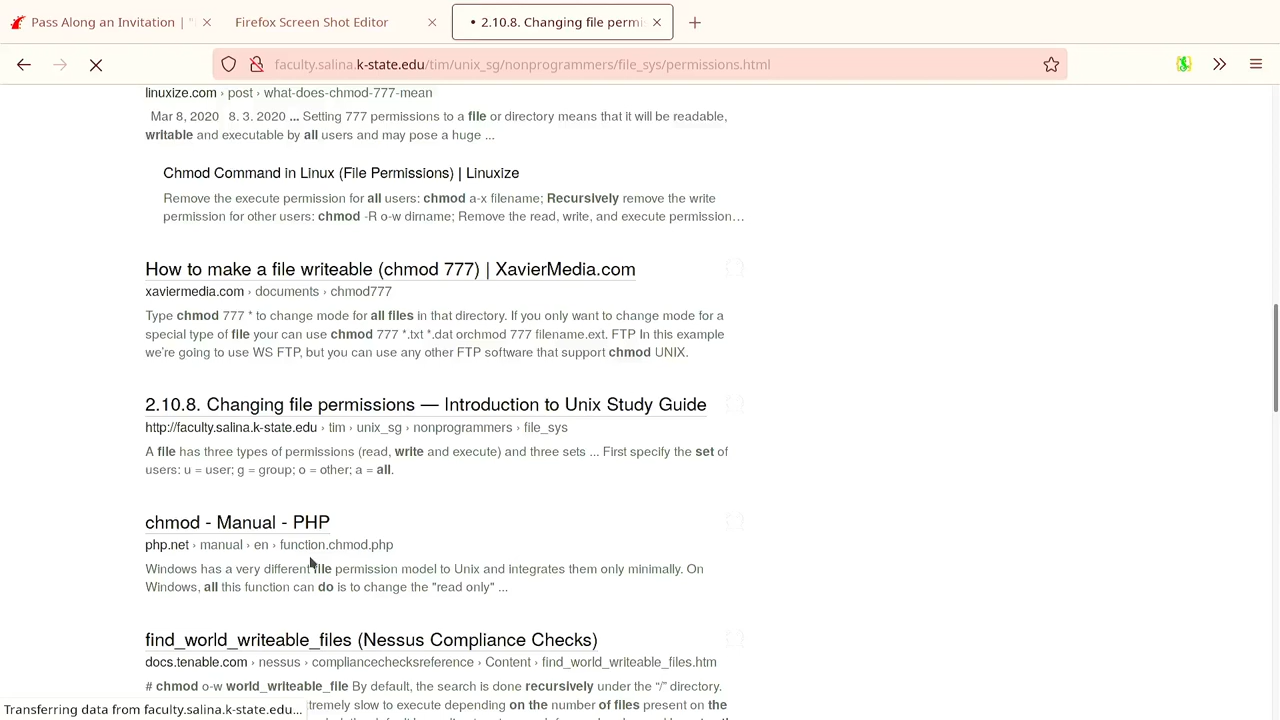 Pass Along an Invitation | "
Firefox Screen Shot Editor
• 2.10.8. Changing file permi
faculty.salina.k-state.edu/tim/unix_sg/nonprogrammers/file_sys/permissions.html
linuxize.com › post › what-does-chmod-777-mean
Mar 8, 2020 8. 3. 2020 ... Setting 777 permissions to a file or directory means that it will be readable,
writable and executable by all users and may pose a huge ...
Chmod Command in Linux (File Permissions) | Linuxize
Remove the execute permission for all users: chmod a-x filename; Recursively remove the write
permission for other users: chmod -R o-w dirname; Remove the read, write, and execute permission…
How to make a file writeable (chmod 777) | XavierMedia.com
xaviermedia.com › documents › chmod777
Type chmod 777 * to change mode for all files in that directory. If you only want to change mode for a
special type of file your can use chmod 777 *.txt *.dat orchmod 777 filename.ext. FTP In this example
we're going to use WS FTP, but you can use any other FTP software that support chmod UNIX.
2.10.8. Changing file permissions — Introduction to Unix Study Guide
http://faculty.salina.k-state.edu › tim › unix_sg › nonprogrammers › file_sys
A file has three types of permissions (read, write and execute) and three sets ... First specify the set of
users: u = user; g = group; o = other; a = all.
chmod - Manual - PHP
php.net › manual › en › function.chmod.php
Windows has a very different file permission model to Unix and integrates them only minimally. On
Windows, all this function can do is to change the "read only" ...
find_world_writeable_files (Nessus Compliance Checks)
docs.tenable.com › nessus › compliancechecksreference › Content › find_world_writeable_files.htm
# chmod o-w world_writeable_file By default, the search is done recursively under the “/” directory.
tremely slow to execute depending on the number of files present on the
Transferring data from faculty.salina.k-state.edu…